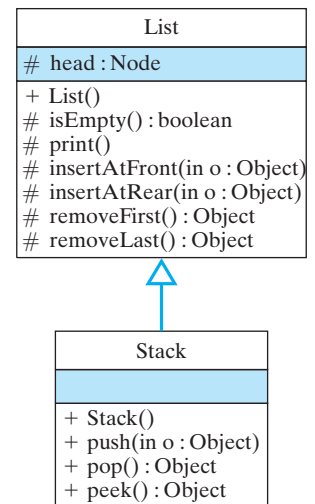 List
# head : Node
+ List()
# isEmpty() : boolean
# print()
# insertAtFront(in o : Object)
# insertAtRear(in o : Object)
# removeFirst() : Object
# removeLast() : Object
Stack
+ Stack()
+ push(in o : Object)
+ pop() : Object
+ peek() : Object